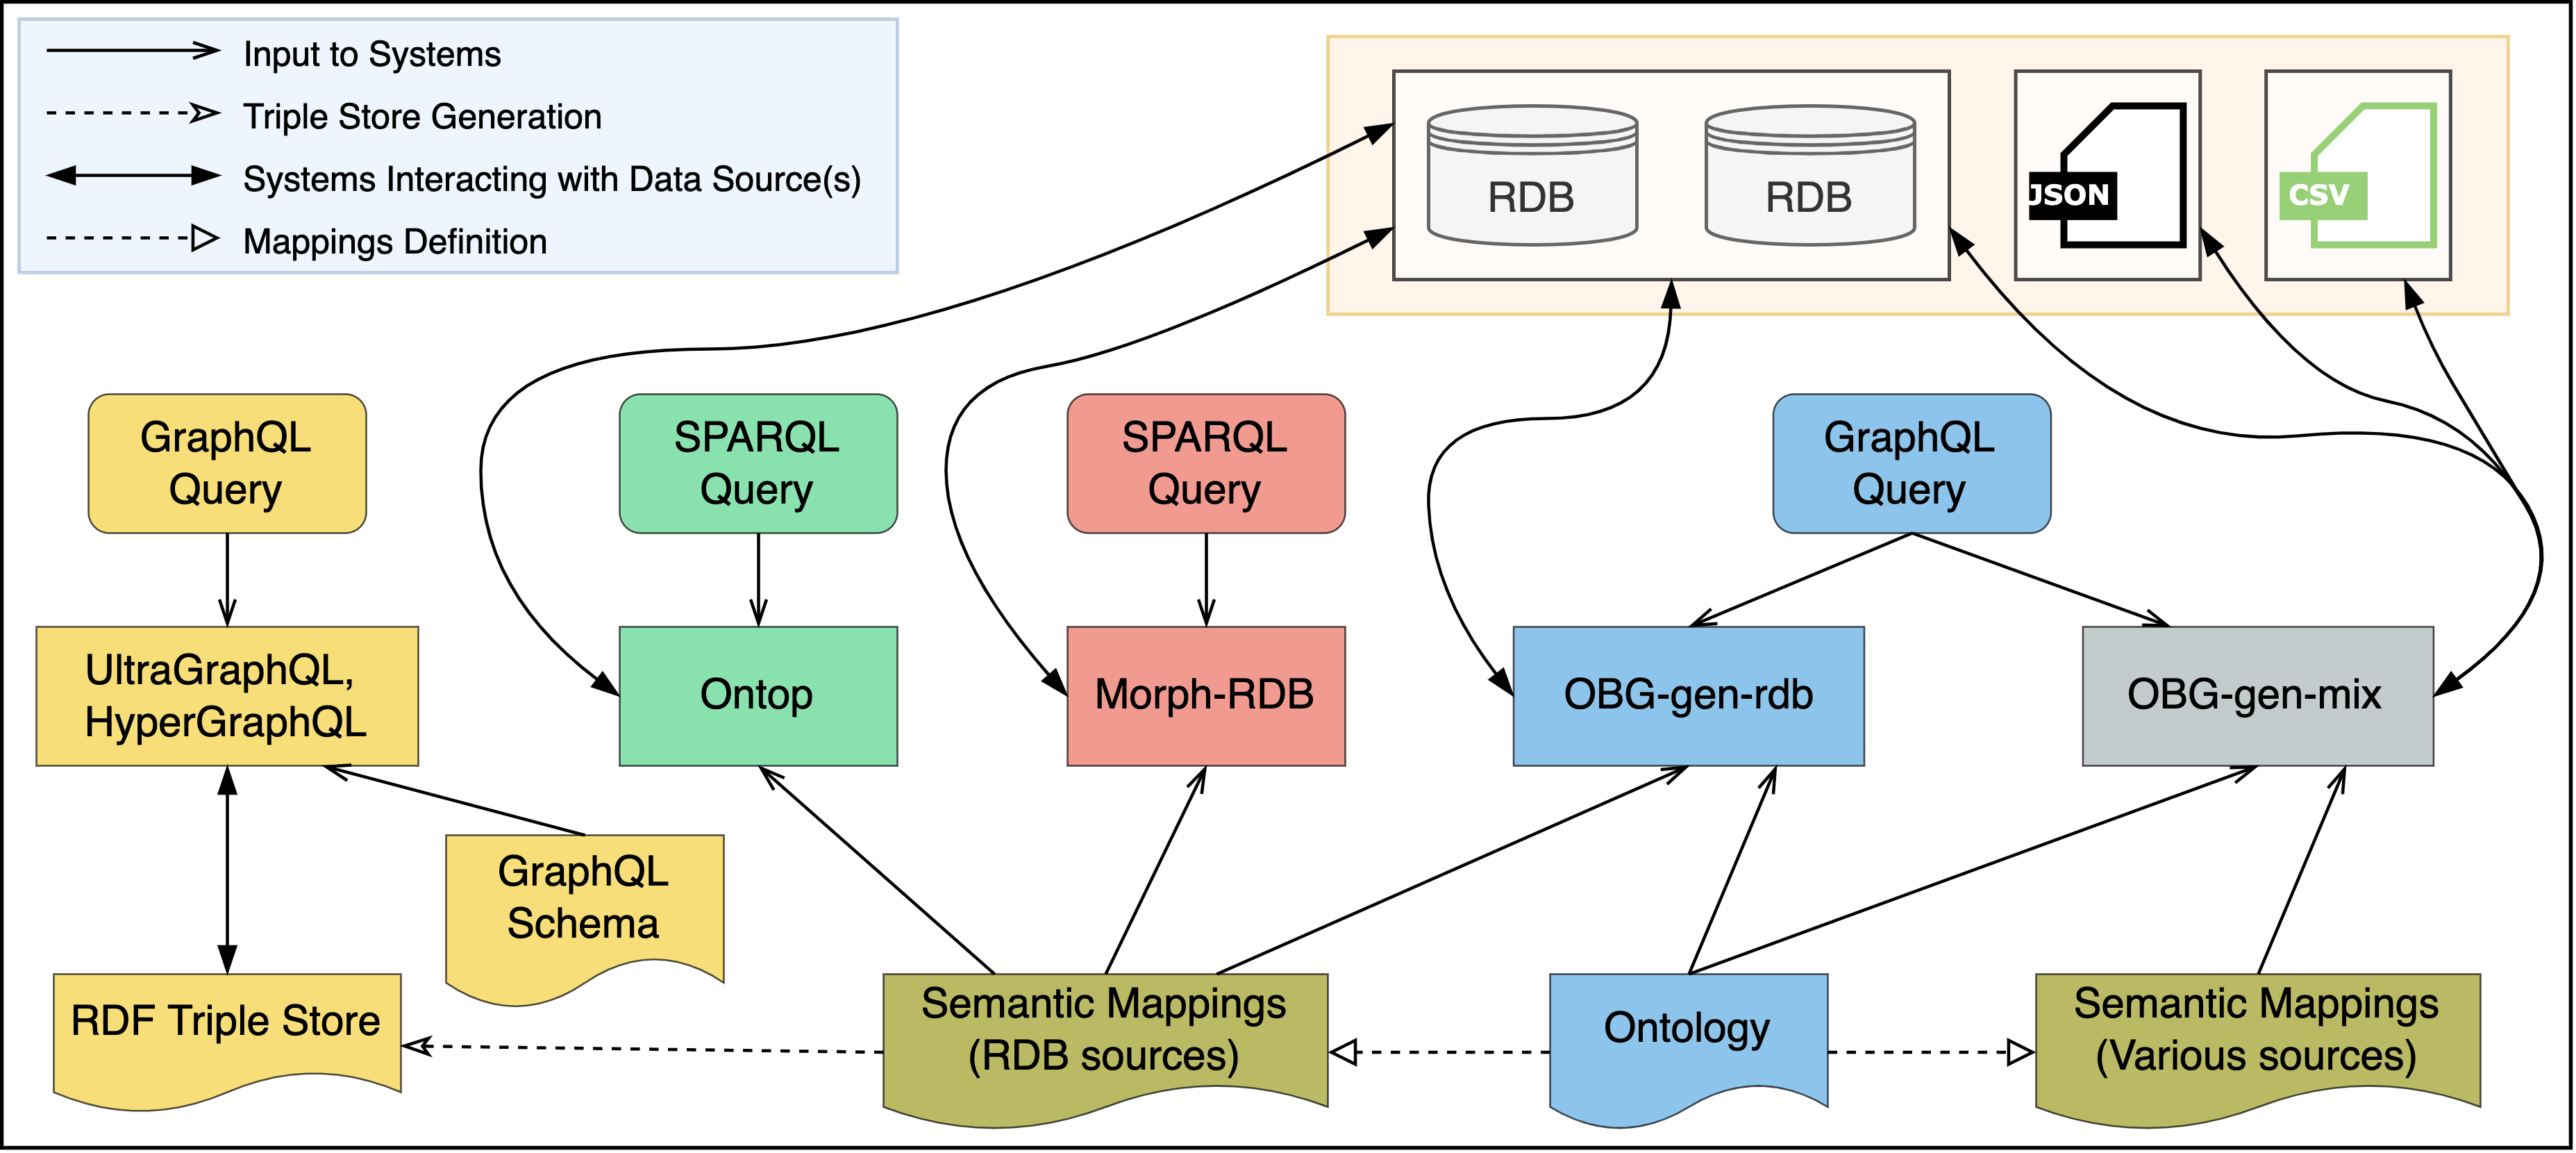 Input to Systems
Triple Store Generation
Systems Interacting with Data Source(s)
Mappings Definition
RDB
RDB
JSON
CSV
GraphQL
Query
SPARQL
Query
SPARQL
Query
GraphQL
Query
UltraGraphQL,
HyperGraphQL
Ontop
Morph-RDB
OBG-gen-rdb
OBG-gen-mix
GraphQL
Schema
RDF Triple Store
Semantic Mappings
(RDB sources)
Ontology
Semantic Mappings
(Various sources)